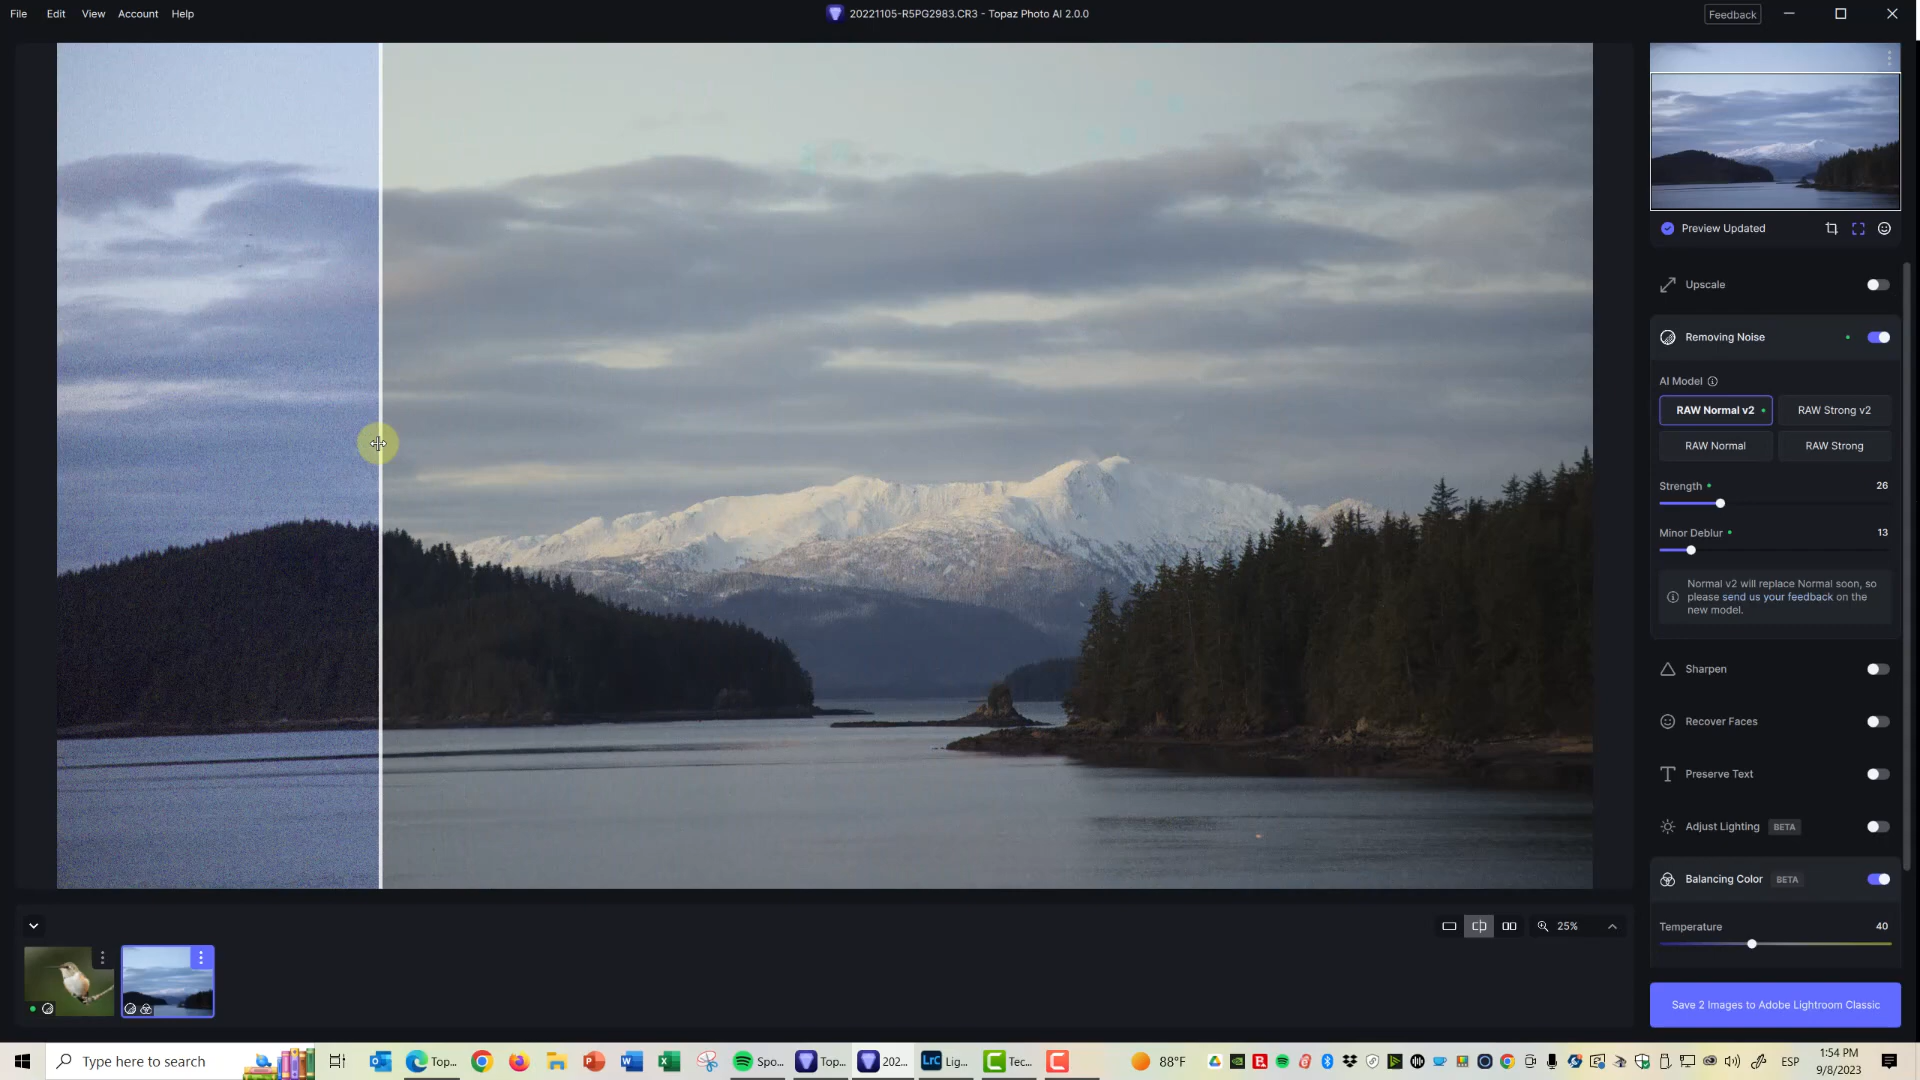 File Edit View Account Help
20221105-R5PG2983.CR3 - Topaz Photo AI 2.0.0
Feedback
Preview Updated
Upscale
Removing Noise
AI Model
RAW Normal v2 RAW Strong v2
RAW Normal RAW Strong
Strength 26
Minor Deblur 13
Normal v2 will replace Normal soon, so
please send us your feedback on the
new model.
Sharpen
Recover Faces
Preserve Text
Adjust Lighting BETA
Balancing Color BETA
Temperature 40
25%
Save 2 Images to Adobe Lightroom Classic
Type here to search
Top...
Spo...
Top...
202...
LrC
Lig...
Tec...
88°F
ESP
1:54 PM
9/8/2023